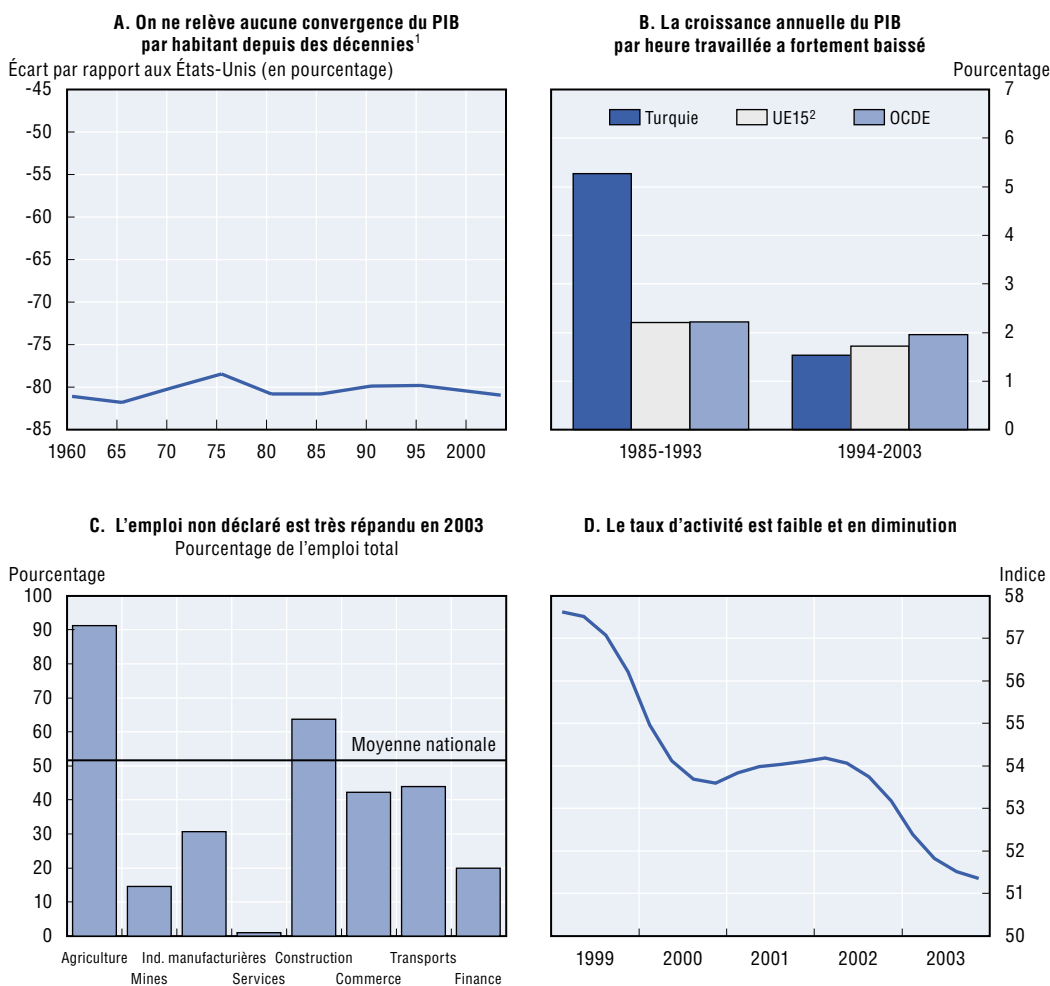 A. On ne relève aucune convergence du PIB
par habitant depuis des décennies1
Écart par rapport aux États-Unis (en pourcentage)
-45
-50
-55
-60
-65
-70
-75
-80
-85
1960 65 70 75 80 85 90 95 2000
B. La croissance annuelle du PIB
par heure travaillée a fortement baissé
Pourcentage
Turquie UE15² OCDE
7
6
5
4
3
2
1
0
1985-1993 1994-2003
C. L'emploi non déclaré est très répandu en 2003
Pourcentage de l'emploi total
Pourcentage
100
90
80
70
60
50
40
30
20
10
0
Moyenne nationale
Agriculture Ind. manufacturières Construction Transports
Mines Services Commerce Finance
D. Le taux d'activité est faible et en diminution
Indice
58
57
56
55
54
53
52
51
50
1999 2000 2001 2002 2003